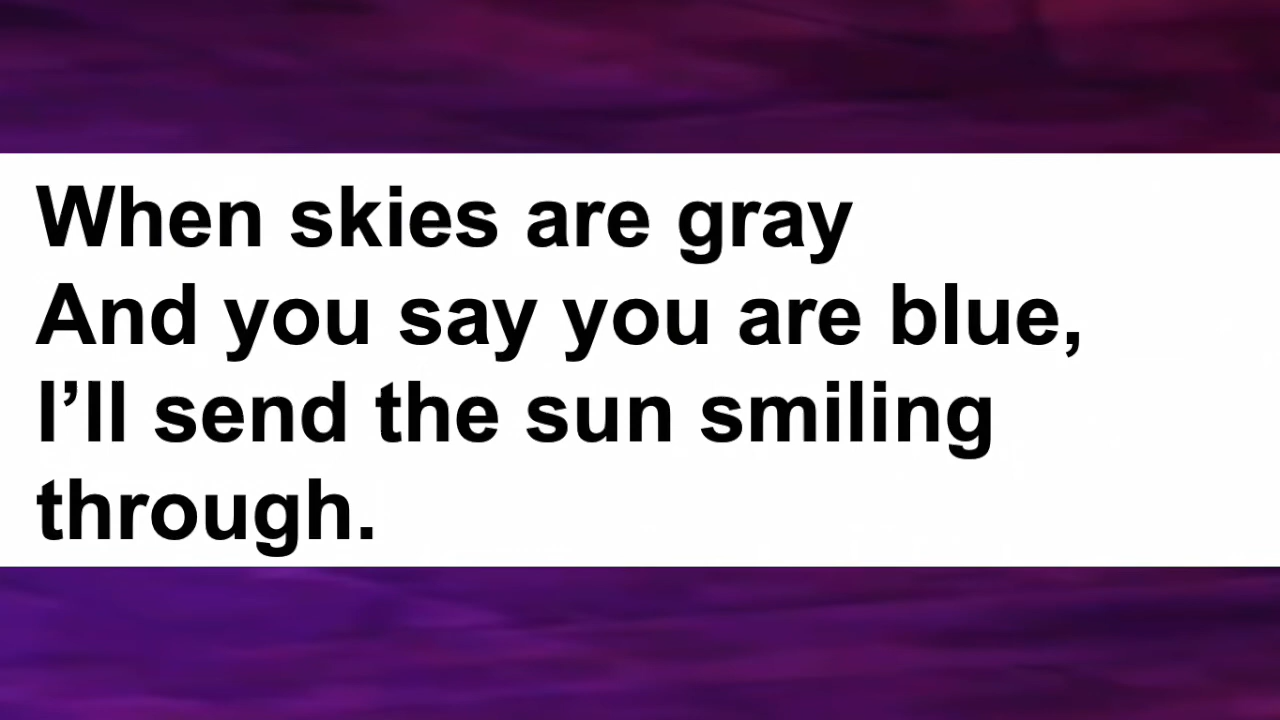 When skies are gray
And you say you are blue,
I’ll send the sun smiling
through.